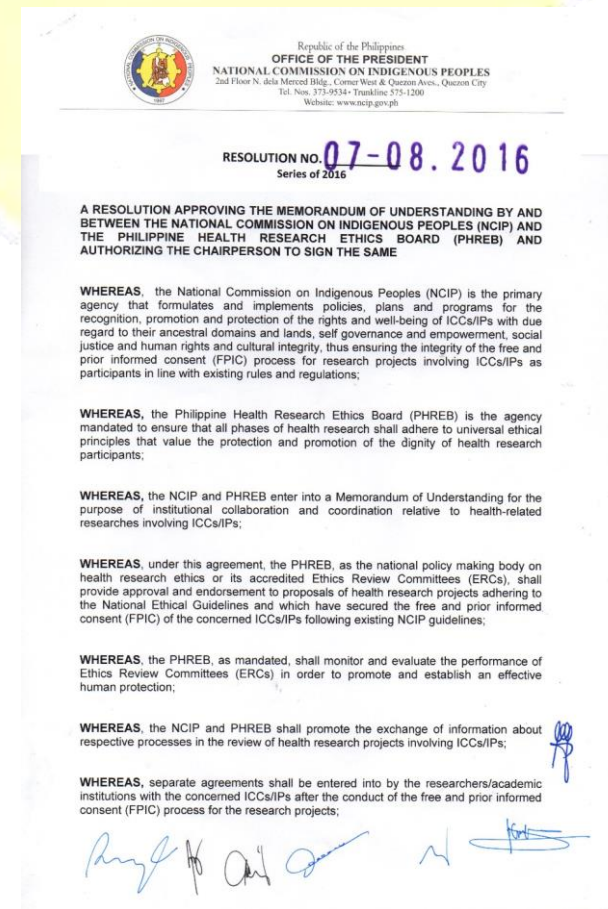 NATIONAL COMMISSION ON INDIGENOUS PEOPLES
1997
Republic of the Philippines
OFFICE OF THE PRESIDENT
NATIONAL COMMISSION ON INDIGENOUS PEOPLES
2nd Floor N. dela Merced Bldg., Corner West & Quezon Aves., Quezon City
Tel. Nos. 373-9534 • Trunkline 575-1200
Website: www.ncip.gov.ph
RESOLUTION NO. 07-08.2016
Series of 2016
A RESOLUTION APPROVING THE MEMORANDUM OF UNDERSTANDING BY AND
BETWEEN THE NATIONAL COMMISSION ON INDIGENOUS PEOPLES (NCIP) AND
THE PHILIPPINE HEALTH RESEARCH ETHICS BOARD (PHREB) AND
AUTHORIZING THE CHAIRPERSON TO SIGN THE SAME
WHEREAS, the National Commission on Indigenous Peoples (NCIP) is the primary
agency that formulates and implements policies, plans and programs for the
recognition, promotion and protection of the rights and well-being of ICCs/IPs with due
regard to their ancestral domains and lands, self governance and empowerment, social
justice and human rights and cultural integrity, thus ensuring the integrity of the free and
prior informed consent (FPIC) process for research projects involving ICCs/IPs as
participants in line with existing rules and regulations;
WHEREAS, the Philippine Health Research Ethics Board (PHREB) is the agency
mandated to ensure that all phases of health research shall adhere to universal ethical
principles that value the protection and promotion of the dignity of health research
participants;
WHEREAS, the NCIP and PHREB enter into a Memorandum of Understanding for the
purpose of institutional collaboration and coordination relative to health-related
researches involving ICCs/IPs;
WHEREAS, under this agreement, the PHREB, as the national policy making body on
health research ethics or its accredited Ethics Review Committees (ERCs), shall
provide approval and endorsement to proposals of health research projects adhering to
the National Ethical Guidelines and which have secured the free and prior informed
consent (FPIC) of the concerned ICCs/IPs following existing NCIP guidelines;
WHEREAS, the PHREB, as mandated, shall monitor and evaluate the performance of
Ethics Review Committees (ERCs) in order to promote and establish an effective
human protection;
WHEREAS, the NCIP and PHREB shall promote the exchange of information about
respective processes in the review of health research projects involving ICCs/IPs;
WHEREAS, separate agreements shall be entered into by the researchers/academic
institutions with the concerned ICCs/IPs after the conduct of the free and prior informed
consent (FPIC) process for the research projects;